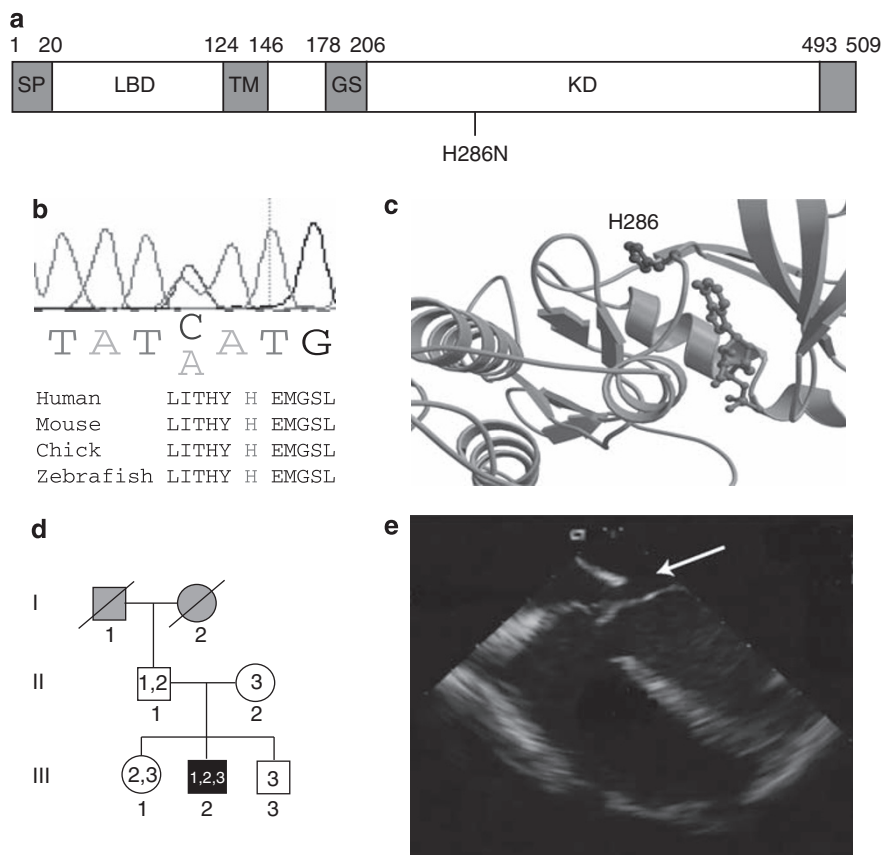 a
1 20 124 146 178 206 493 509
SP LBD TM GS KD
H286N
b
T A T C A T G
A
Human LITHY H EMGSL
Mouse LITHY H EMGSL
Chick LITHY H EMGSL
Zebrafish LITHY H EMGSL
c
H286
d
I
1 2
II
1,2 3
1 2
III
2,3 1,2,3 3
1 2 3
e